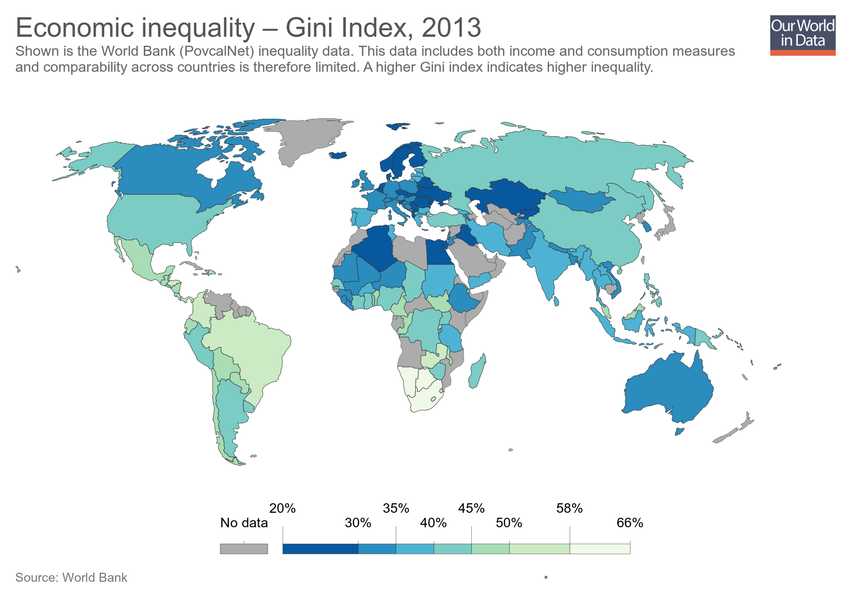 Economic inequality – Gini Index, 2013
Our World
in Data
Shown is the World Bank (PovcalNet) inequality data. This data includes both income and consumption measures
and comparability across countries is therefore limited. A higher Gini index indicates higher inequality.
20% 35% 45% 58%
No data 30% 40% 50% 66%
Source: World Bank